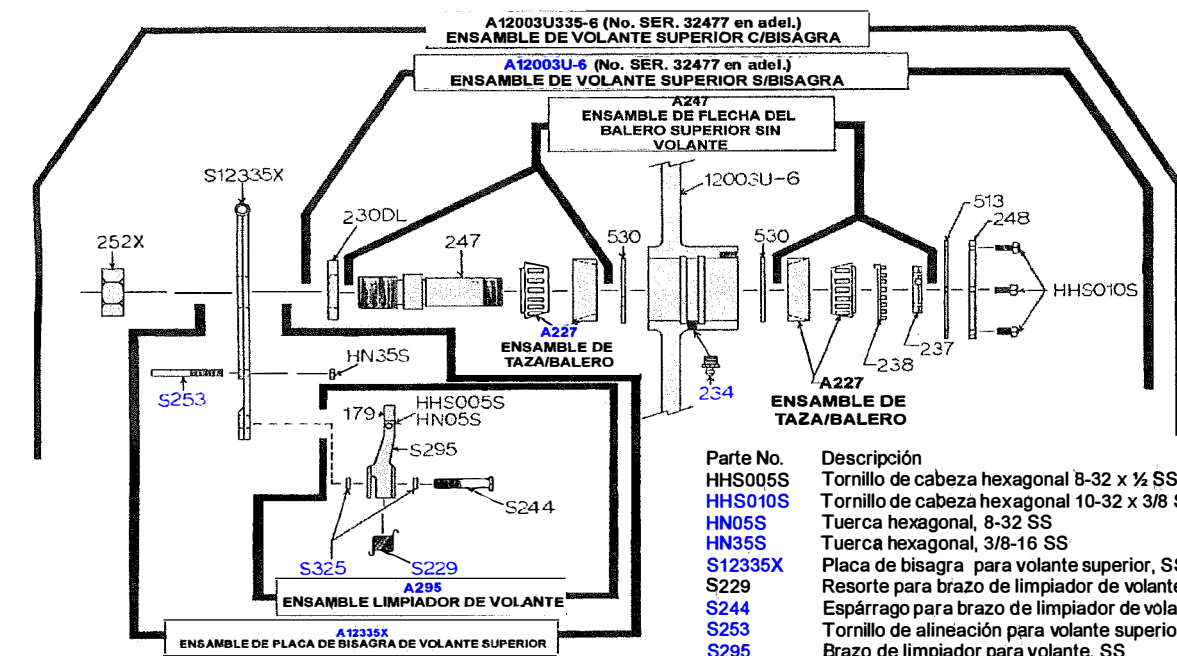 A12003U335-6 (No. SER. 32477 en adel.)
ENSAMBLE DE VOLANTE SUPERIOR C/BISAGRA
A12003U-6 (No. SER. 32477 en adel.)
ENSAMBLE DE VOLANTE SUPERIOR S/BISAGRA
A247
ENSAMBLE DE FLECHA DEL
BALERO SUPERIOR SIN
VOLANTE
S12335X
12003U-6
230DL
513
248
252X
247
530
530
HHS010S
A227
ENSAMBLE DE
TAZA/BALERO
237
238
234
HN35S
S253
A227
ENSAMBLE DE
TAZA/BALERO
179
HHS005S
HN05S
S295
S244
S325
S229
A295
ENSAMBLE LIMPIADOR DE VOLANTE
A12335X
ENSAMBLE DE PLACA DE BISAGRA DE VOLANTE SUPERIOR
Parte No. Descripción
HHS005S Tornillo de cabeza hexagonal 8-32 x ½ SS
HHS010S Tornillo de cabeza hexagonal 10-32 x 3/8
HN05S Tuerca hexagonal, 8-32 SS
HN35S Tuerca hexagonal, 3/8-16 SS
S12335X Placa de bisagra para volante superior,
S229 Resorte para brazo de limpiador de volante
S244 Espárrago para brazo de limpiador de
S253 Tornillo de alineación para volante
S295 Brazo de limpiador para volante, SS